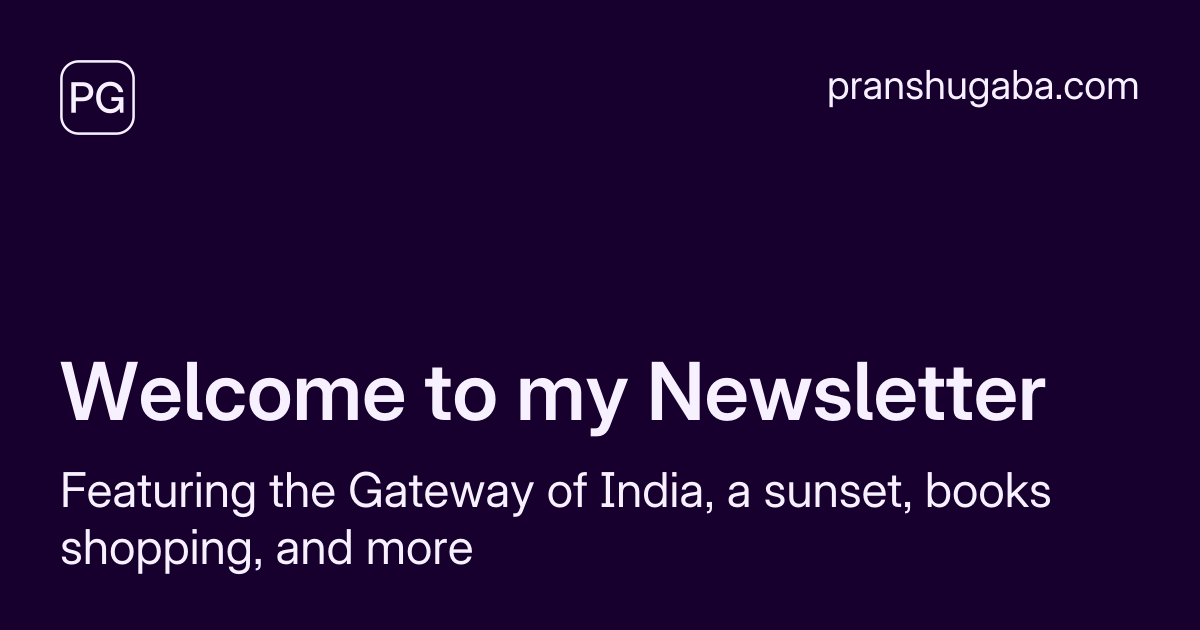 PG
pranshugaba.com
Welcome to my Newsletter
Featuring the Gateway of India, a sunset, books
shopping, and more